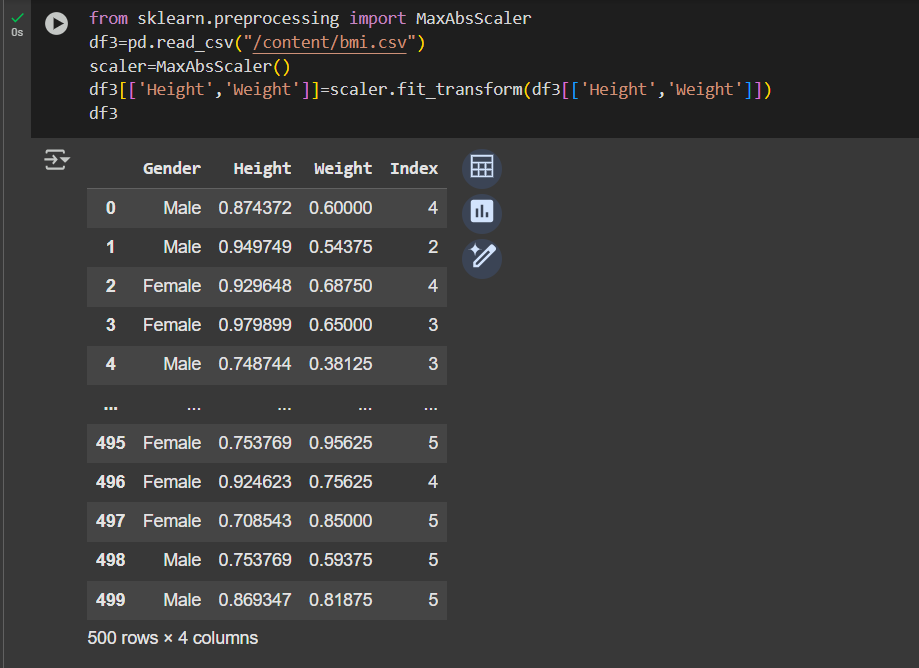 from sklearn.preprocessing import MaxAbsScaler
0s
df3=pd.read_csv("/content/bmi.csv")
scaler=MaxAbsScaler()
df3[['Height','Weight']]=scaler.fit_transform(df3[['Height','Weight']])
df3
Gender Height Weight Index
0 Male 0.874372 0.60000 4
1 Male 0.949749 0.54375 2
2 Female 0.929648 0.68750 4
3 Female 0.979899 0.65000 3
4 Male 0.748744 0.38125 3
... ... ... ... ...
495 Female 0.753769 0.95625 5
496 Female 0.924623 0.75625 4
497 Female 0.708543 0.85000 5
498 Male 0.753769 0.59375 5
499 Male 0.869347 0.81875 5
500 rows × 4 columns